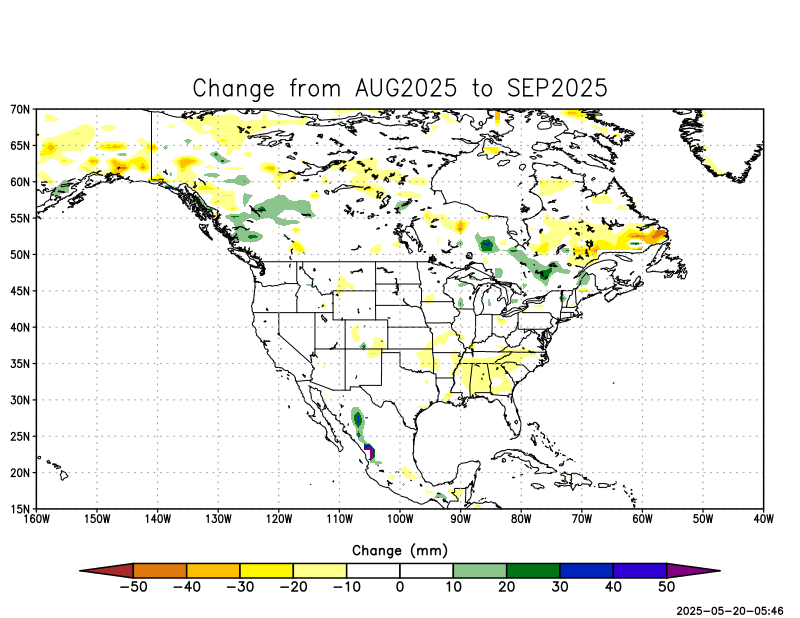 Change from AUG2025 to SEP2025
70N
65N
60N
55N
50N
45N
40N
35N
30N
25N
20N
15N
160W 150W 140W 130W 120W 110W 100W 90W 80W 70W 60W 50W 40W
Change (mm)
−50 −40 −30 −20 −10 0 10 20 30 40 50
2025-05-20-05:46